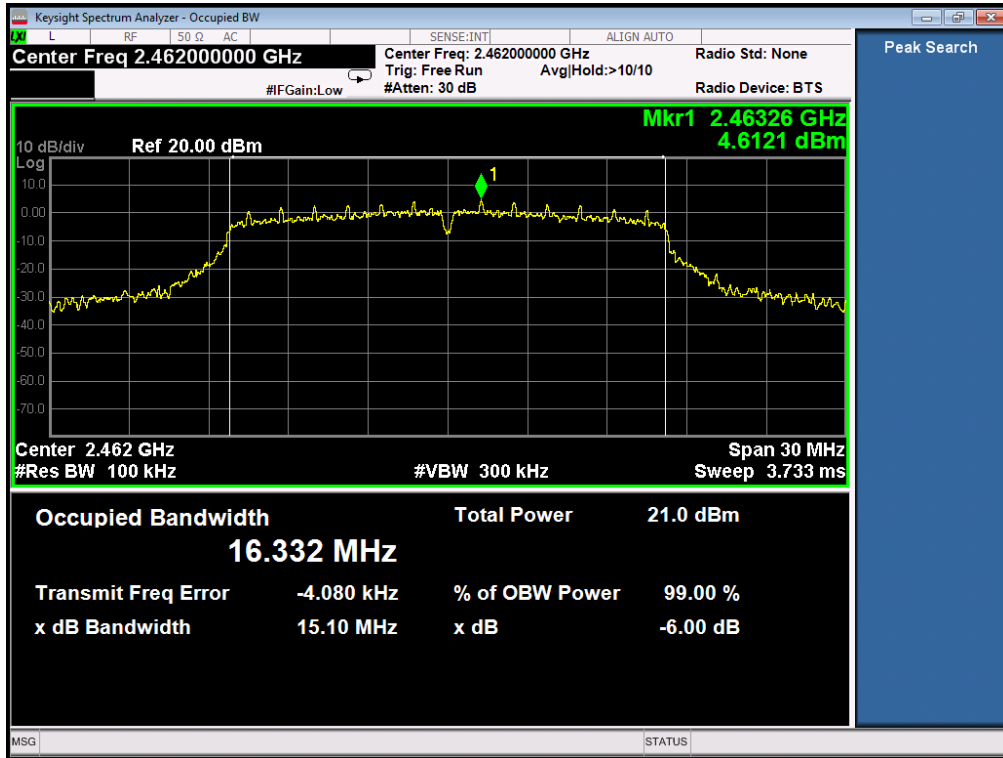 Keysight Spectrum Analyzer - Occupied BW
LXI L RF 50 Ω AC SENSE:INT ALIGN AUTO
Center Freq 2.462000000 GHz Center Freq: 2.462000000 GHz Radio Std: None
Trig: Free Run Avg|Hold:>10/10
#IFGain:Low #Atten: 30 dB Radio Device: BTS
Peak Search
Mkr1 2.46326 GHz
4.6121 dBm
10 dB/div Ref 20.00 dBm
Log
10.0
0.00
-10.0
-20.0
-30.0
-40.0
-50.0
-60.0
-70.0
1
Center 2.462 GHz Span 30 MHz
#Res BW 100 kHz #VBW 300 kHz Sweep 3.733 ms
Occupied Bandwidth Total Power 21.0 dBm
16.332 MHz
Transmit Freq Error -4.080 kHz % of OBW Power 99.00 %
x dB Bandwidth 15.10 MHz x dB -6.00 dB
MSG STATUS